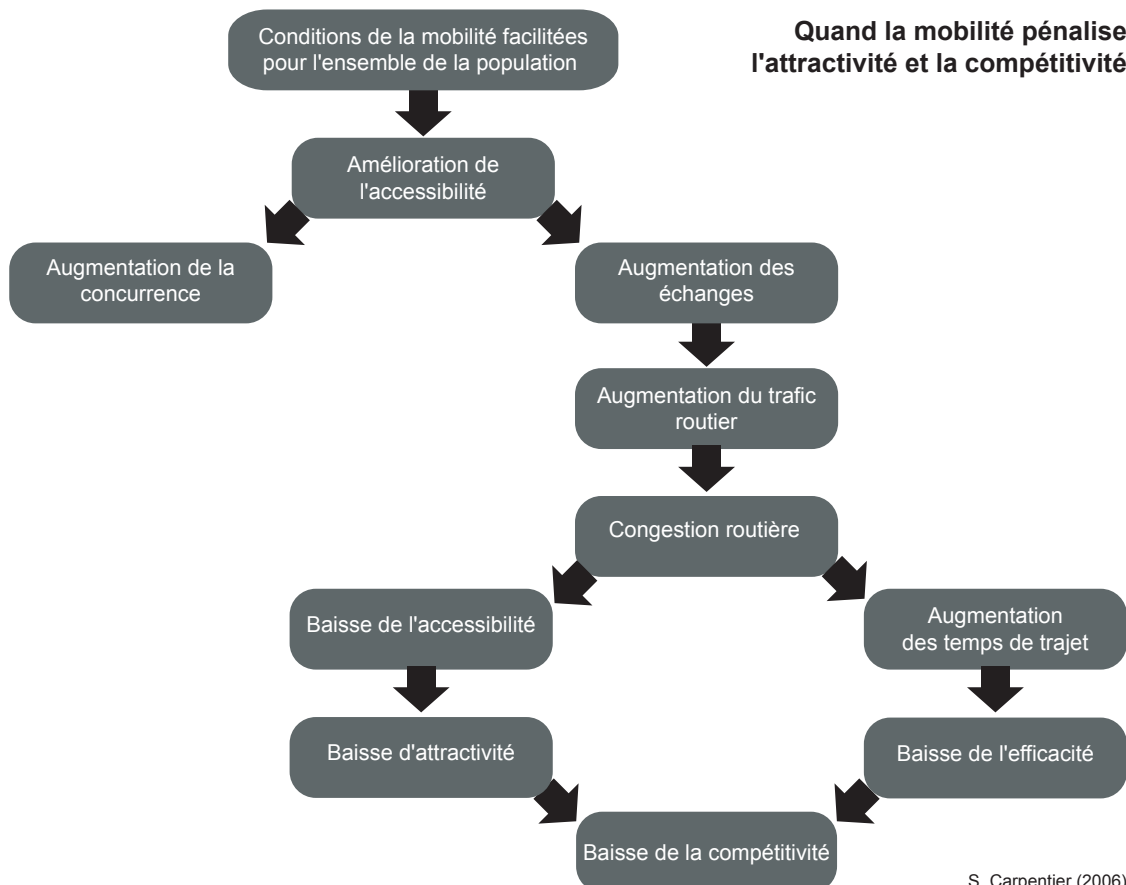 Quand la mobilité pénalise
l'attractivité et la compétitivité
Conditions de la mobilité facilitées
pour l'ensemble de la population
Amélioration de
l'accessibilité
Augmentation de la
concurrence
Augmentation des
échanges
Augmentation du trafic
routier
Congestion routière
Baisse de l'accessibilité
Augmentation
des temps de trajet
Baisse d'attractivité
Baisse de l'efficacité
Baisse de la compétitivité
S. Carpentier (2006)